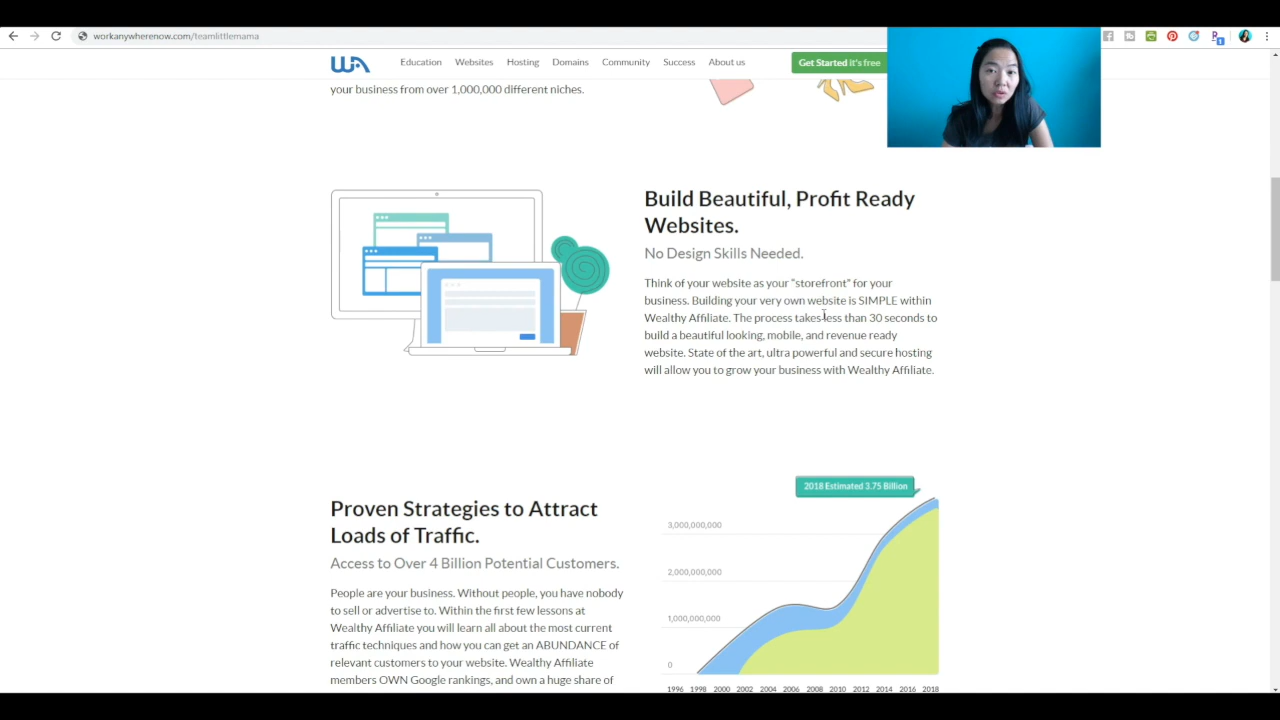 workanywherenow.com/teamlittlemama
WA Education Websites Hosting Domains Community Success About us Get Started it's free
your business from over 1,000,000 different niches.
Build Beautiful, Profit Ready
Websites.
No Design Skills Needed.
Think of your website as your "storefront" for your
business. Building your very own website is SIMPLE within
Wealthy Affiliate. The process takes less than 30 seconds to
build a beautiful looking, mobile, and revenue ready
website. State of the art, ultra powerful and secure hosting
will allow you to grow your business with Wealthy Affiliate.
Proven Strategies to Attract
Loads of Traffic.
Access to Over 4 Billion Potential Customers.
People are your business. Without people, you have nobody
to sell or advertise to. Within the first few lessons at
Wealthy Affiliate you will learn all about the most current
traffic techniques and how you can get an ABUNDANCE of
relevant customers to your website. Wealthy Affiliate
members OWN Google rankings, and own a huge share of
2018 Estimated 3.75 Billion
3,000,000,000
2,000,000,000
1,000,000,000
0
1996 1998 2000 2002 2004 2006 2008 2010 2012 2014 2016 2018